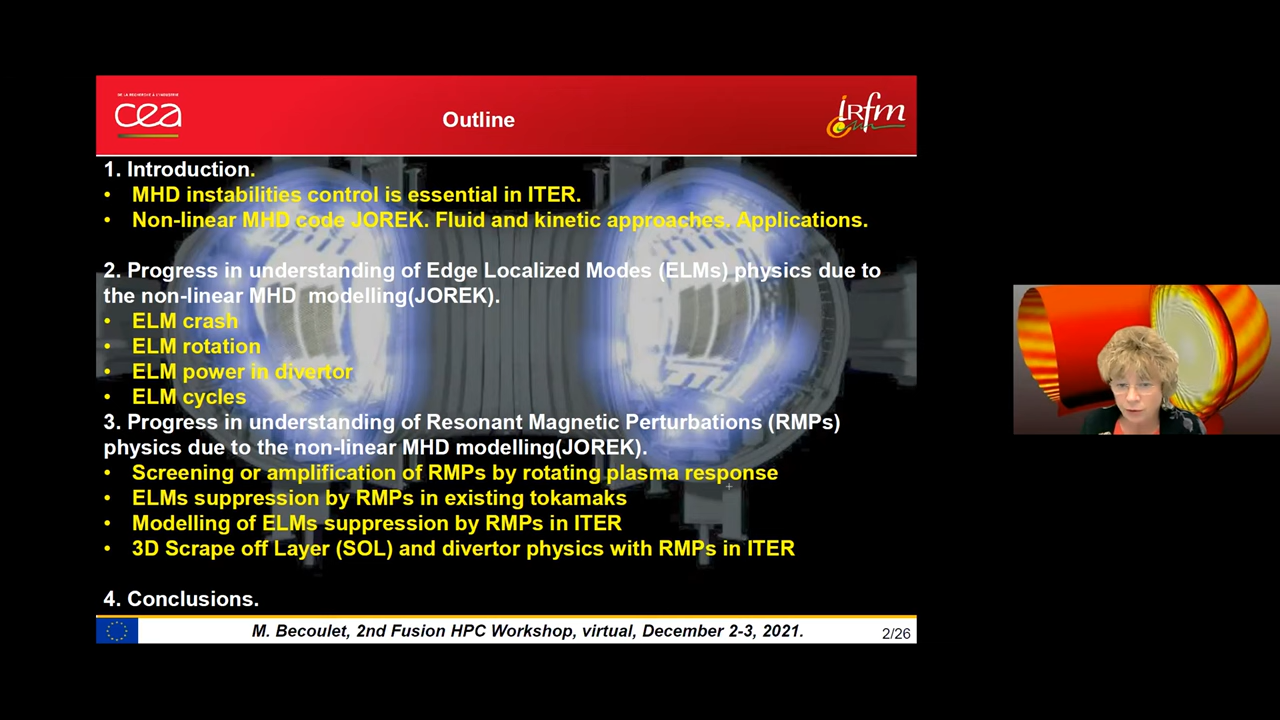 DE LA RECHERCHE À L'INDUSTRIE
cea
Outline
iRfm
1. Introduction.
• MHD instabilities control is essential in ITER.
• Non-linear MHD code JOREK. Fluid and kinetic approaches. Applications.
2. Progress in understanding of Edge Localized Modes (ELMs) physics due to
the non-linear MHD modelling(JOREK).
• ELM crash
• ELM rotation
• ELM power in divertor
• ELM cycles
3. Progress in understanding of Resonant Magnetic Perturbations (RMPs)
physics due to the non-linear MHD modelling(JOREK).
• Screening or amplification of RMPs by rotating plasma response
• ELMs suppression by RMPs in existing tokamaks
• Modelling of ELMs suppression by RMPs in ITER
• 3D Scrape off Layer (SOL) and divertor physics with RMPs in ITER
4. Conclusions.
M. Becoulet, 2nd Fusion HPC Workshop, virtual, December 2-3, 2021.
2/26